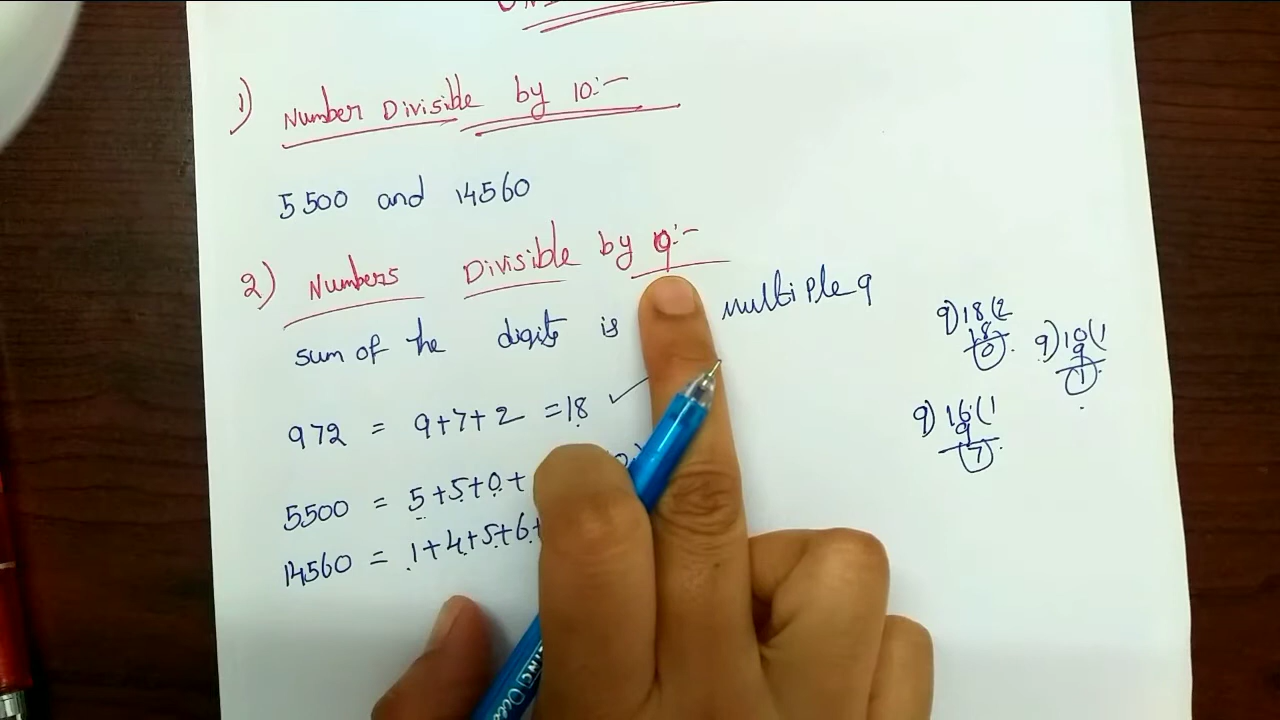 1) Number Divisible by 10:-
5500 and 14560
2) Numbers Divisible by 9:-
sum of the digits is multiple 9
972 = 9+7+2 =18 ✓
5500 = 5+5+0+
14560 = 1+4+5+6+
9)18(2
18
0
9)10(1
9
1
9)16(1
9
7